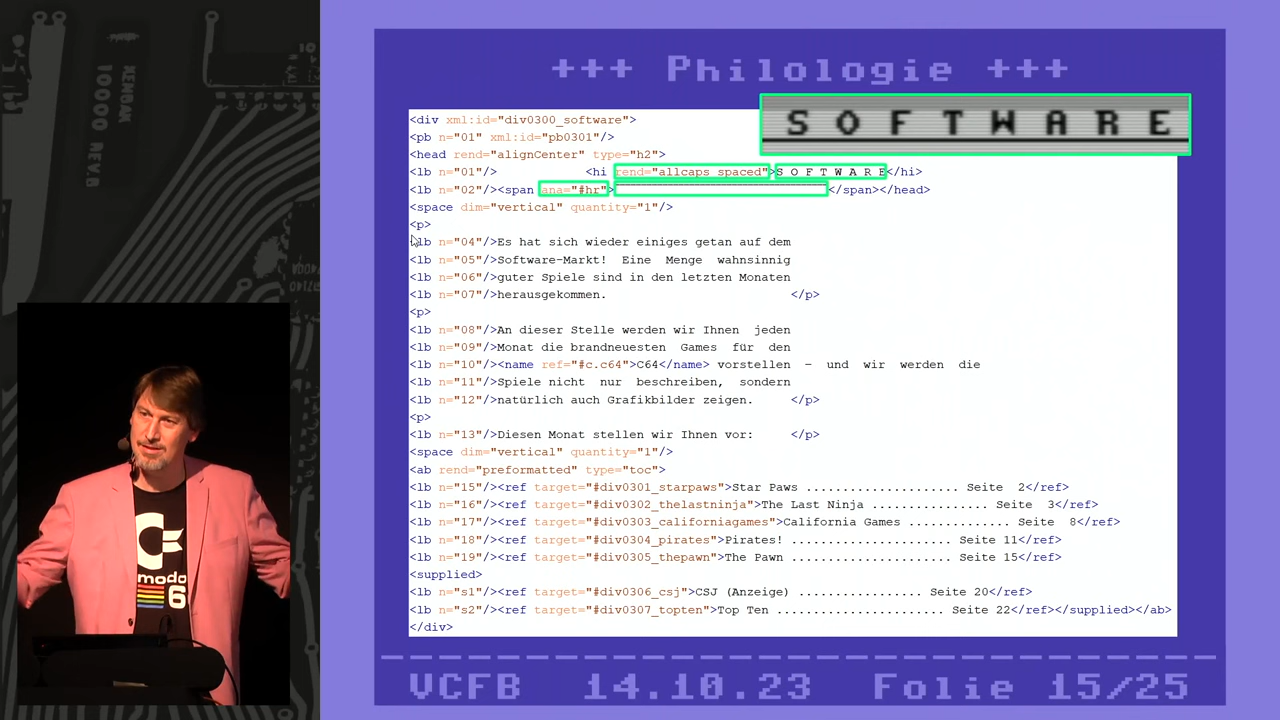 +++ Philologie +++
S O F T W A R E
<div xml:id="div0300_software">
<pb n="01" xml:id="pb0301"/>
<head rend="alignCenter" type="h2">
<lb n="01"/>            <hi rend="allcaps spaced">S O F T W A R E</hi>
<lb n="02"/><span ana="#hr">¯¯¯¯¯¯¯¯¯¯¯¯¯¯¯¯¯¯¯¯¯¯¯¯¯¯¯¯¯</span></head>
<space dim="vertical" quantity="1"/>
<p>
<lb n="04"/>Es hat sich wieder einiges getan auf dem
<lb n="05"/>Software-Markt!  Eine  Menge  wahnsinnig
<lb n="06"/>guter Spiele sind in den letzten Monaten
<lb n="07"/>herausgekommen.                         </p>
<p>
<lb n="08"/>An dieser Stelle werden wir Ihnen  jeden
<lb n="09"/>Monat die brandneuesten  Games  für  den
<lb n="10"/><name ref="#c.c64">C64</name> vorstellen  -  und  wir  werden  die
<lb n="11"/>Spiele nicht  nur  beschreiben,  sondern
<lb n="12"/>natürlich auch Grafikbilder zeigen.     </p>
<p>
<lb n="13"/>Diesen Monat stellen wir Ihnen vor:     </p>
<space dim="vertical" quantity="1"/>
<ab rend="preformatted" type="toc">
<lb n="15"/><ref target="#div0301_starpaws">Star Paws ..................... Seite  2</ref>
<lb n="16"/><ref target="#div0302_thelastninja">The Last Ninja ................ Seite  3</ref>
<lb n="17"/><ref target="#div0303_californiagames">California Games .............. Seite  8</ref>
<lb n="18"/><ref target="#div0304_pirates">Pirates! ...................... Seite 11</ref>
<lb n="19"/><ref target="#div0305_thepawn">The Pawn ...................... Seite 15</ref>
<supplied>
<lb n="s1"/><ref target="#div0306_csj">CSJ (Anzeige) ................. Seite 20</ref>
<lb n="s2"/><ref target="#div0307_topten">Top Ten ....................... Seite 22</ref></supplied></ab>
</div>
VCFB 14.10.23 Folie 15/25
KENBAK
10000 REV.B